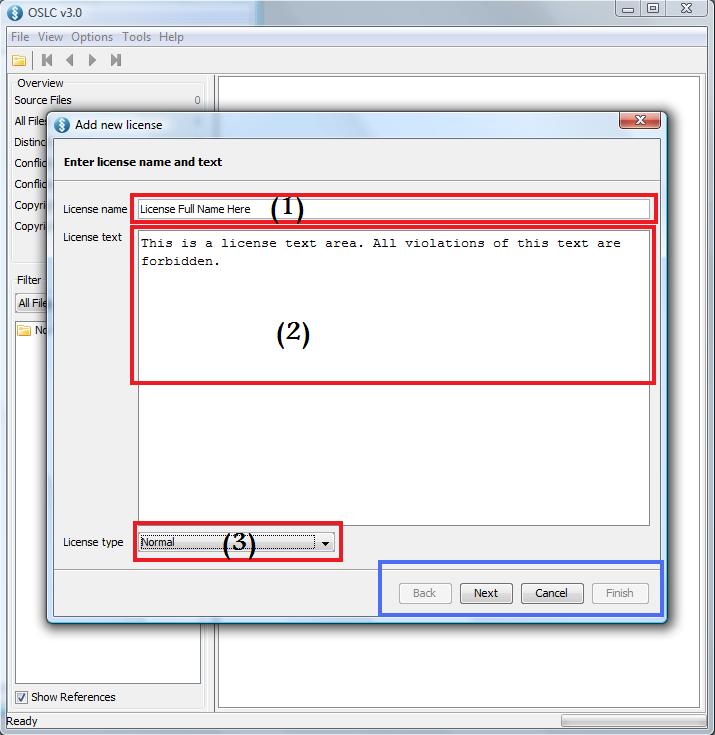 OSLC v3.0
File View Options Tools Help
Overview
Source Files 0
All Files
Distinc
Conflic
Conflic
Copyri
Copyri
Filter
All File
No
Add new license
Enter license name and text
License name License Full Name Here (1)
License text This is a license text area. All violations of this text are
forbidden.
(2)
License type Normal (3)
Back Next Cancel Finish
Show References
Ready